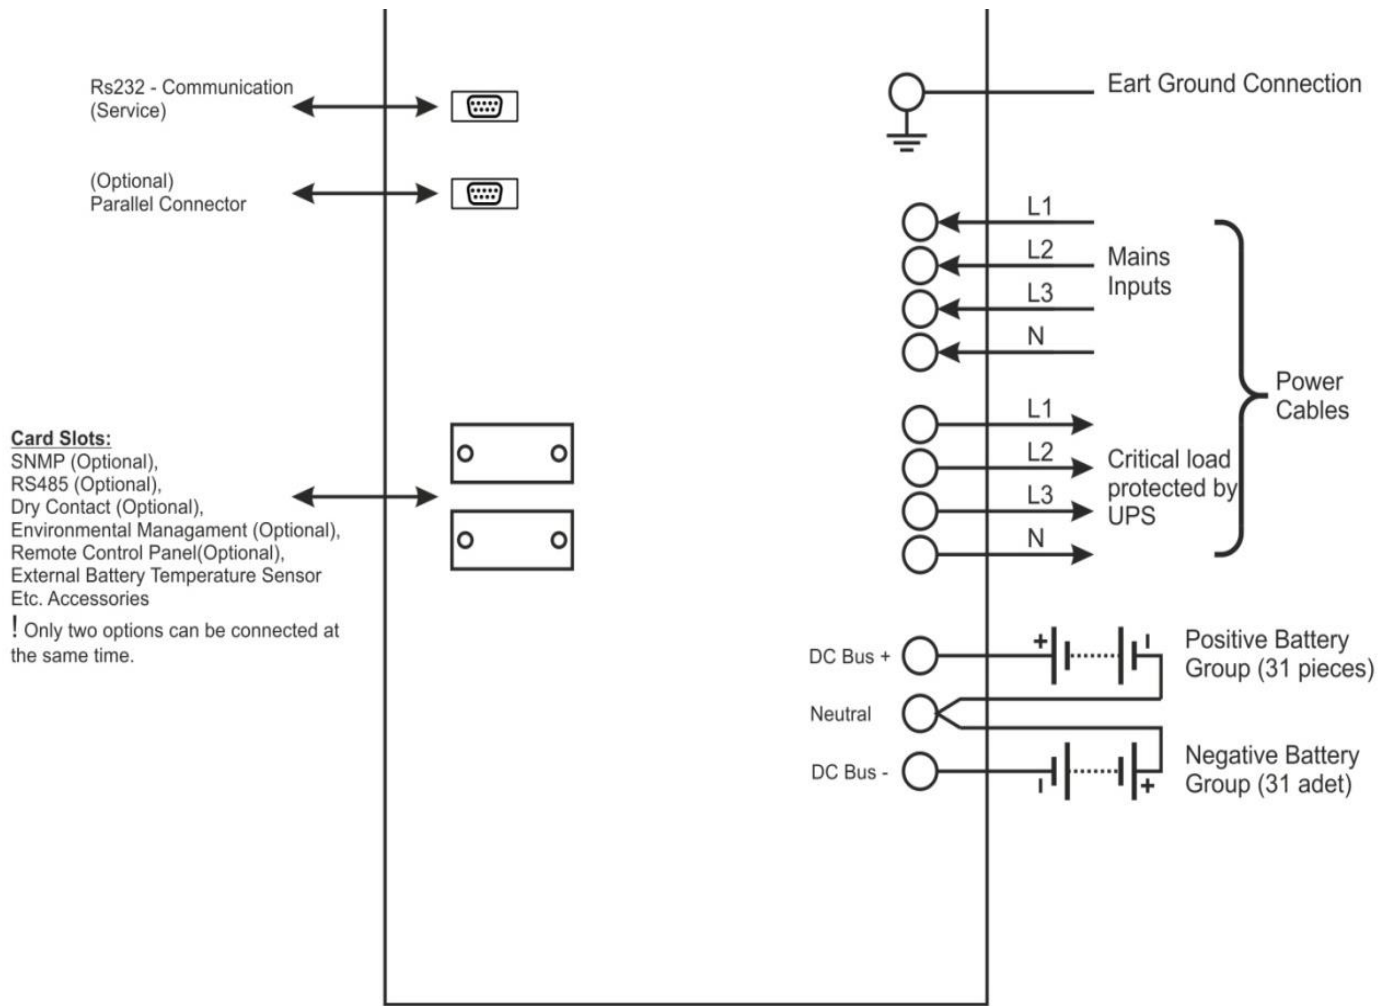 Rs232 - Communication
(Service)
(Optional)
Parallel Connector
Card Slots:
SNMP (Optional),
RS485 (Optional),
Dry Contact (Optional),
Environmental Managament (Optional),
Remote Control Panel(Optional),
External Battery Temperature Sensor
Etc. Accessories
! Only two options can be connected at
the same time.
Eart Ground Connection
L1
L2
L3
N
Mains
Inputs
L1
L2
L3
N
Critical load
protected by
UPS
Power
Cables
DC Bus +
+
-
Positive Battery
Group (31 pieces)
Neutral
DC Bus -
-
+
Negative Battery
Group (31 adet)